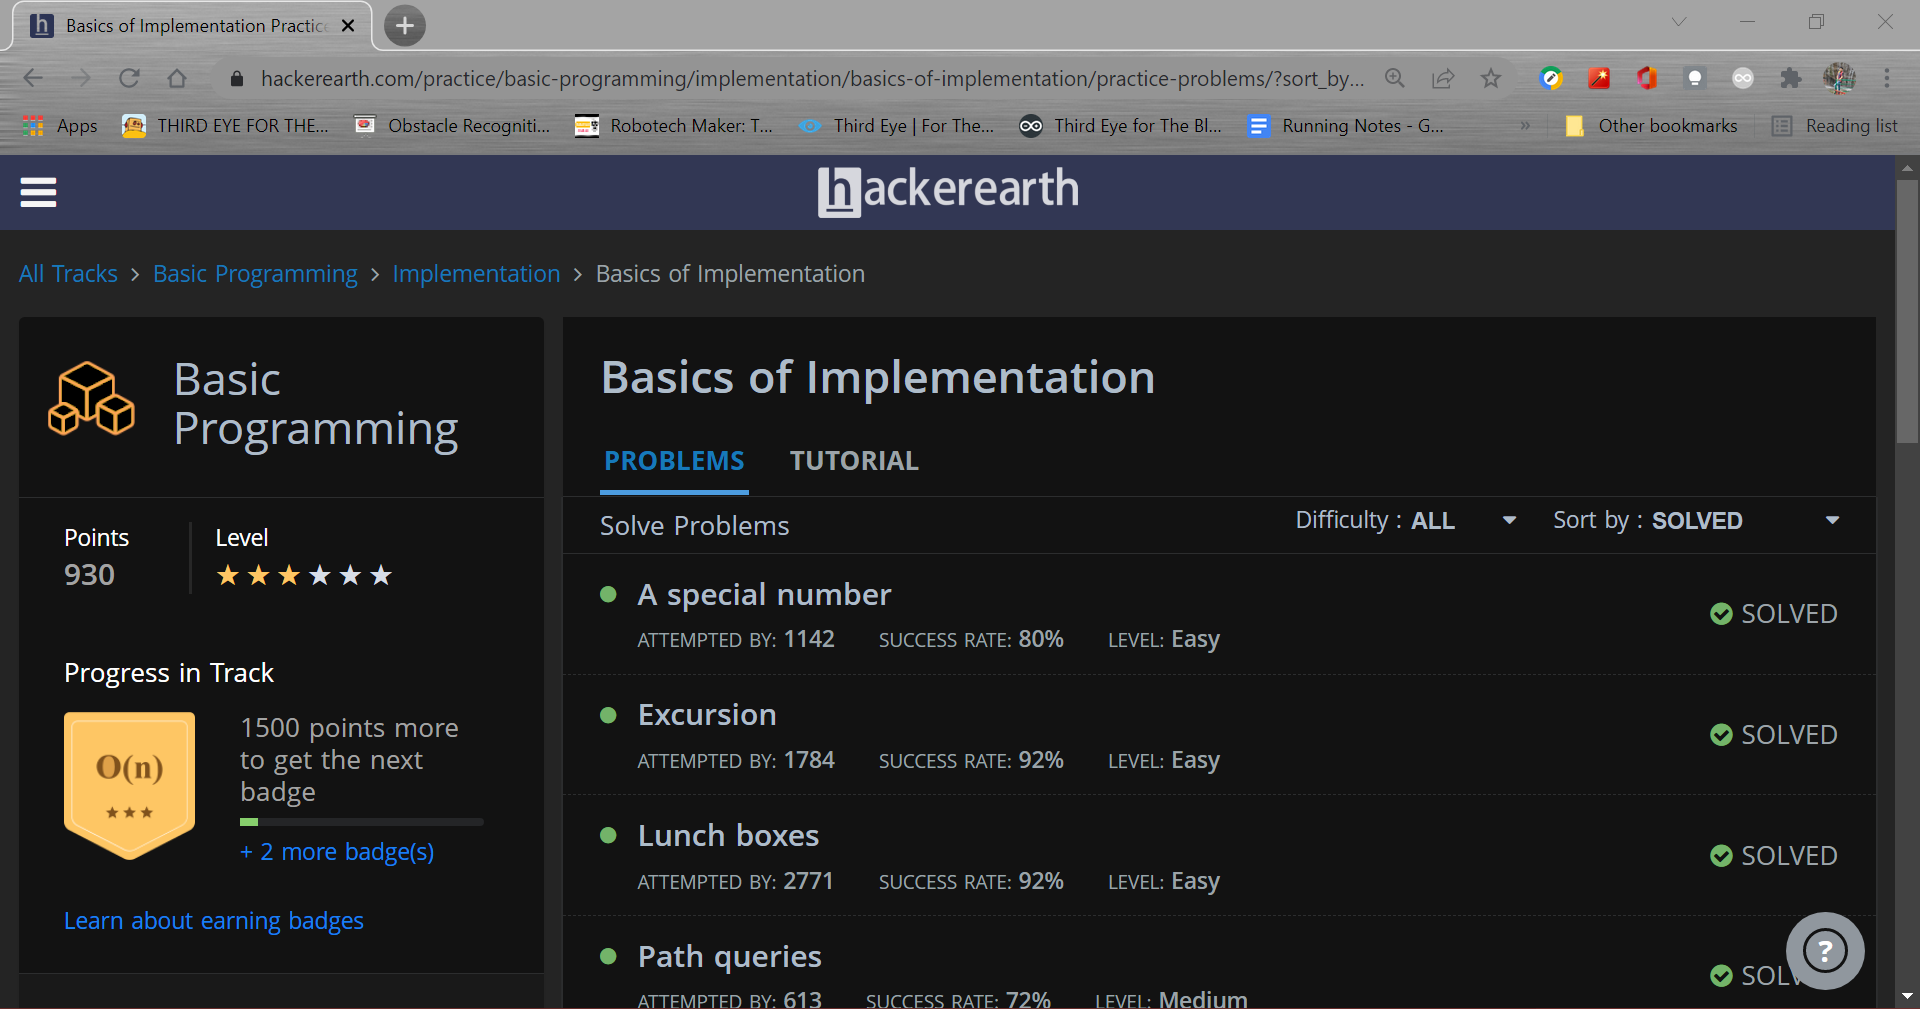 Basics of Implementation Practic
hackerearth.com/practice/basic-programming/implementation/basics-of-implementation/practice-problems/?sort_by...
Apps THIRD EYE FOR THE... Obstacle Recogniti... Robotech Maker: T... Third Eye | For The... Third Eye for The Bl... Running Notes - G... » Other bookmarks Reading list
hackerearth
All Tracks > Basic Programming > Implementation > Basics of Implementation
Basic
Programming
Points Level
930
Progress in Track
O(n)
1500 points more
to get the next
badge
+ 2 more badge(s)
Learn about earning badges
Basics of Implementation
PROBLEMS TUTORIAL
Solve Problems Difficulty : ALL Sort by : SOLVED
A special number
ATTEMPTED BY: 1142 SUCCESS RATE: 80% LEVEL: Easy
SOLVED
Excursion
ATTEMPTED BY: 1784 SUCCESS RATE: 92% LEVEL: Easy
SOLVED
Lunch boxes
ATTEMPTED BY: 2771 SUCCESS RATE: 92% LEVEL: Easy
SOLVED
Path queries
ATTEMPTED BY: 613 SUCCESS RATE: 72% LEVEL: Medium
SOLV
?